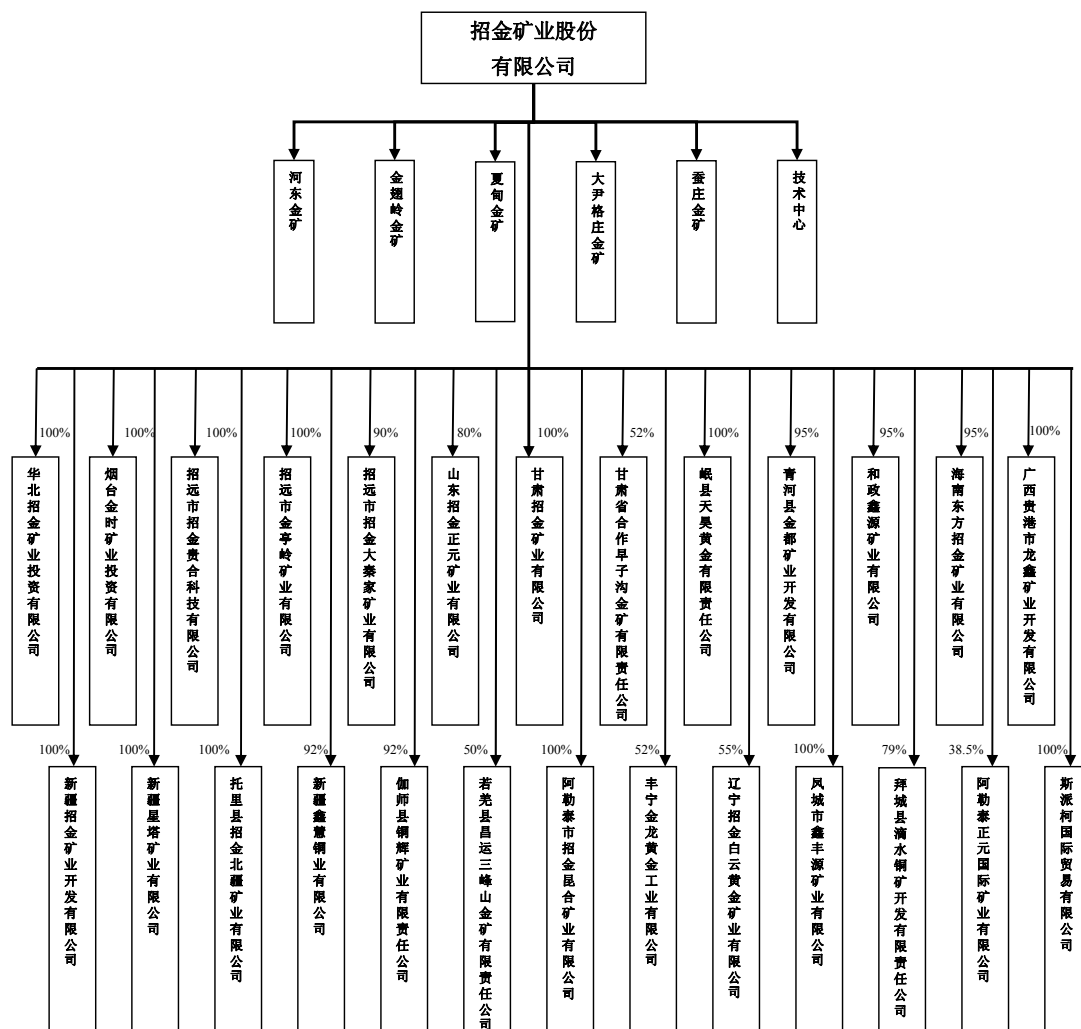 招金矿业股份
有限公司
河东金矿
金翅岭金矿
夏甸金矿
大尹格庄金矿
蚕庄金矿
技术中心
100%
100%
100%
100%
90%
80%
100%
52%
100%
95%
95%
95%
100%
华北招金矿业投资有限公司
烟台金时矿业投资有限公司
招远市招金贵合科技有限公司
招远市金亭岭矿业有限公司
招远市招金大秦家矿业有限公司
山东招金正元矿业有限公司
甘肃招金矿业有限公司
甘肃省合作早子沟金矿有限责任公司
岷县天昊黄金有限责任公司
青河县金都矿业开发有限公司
和政鑫源矿业有限公司
海南东方招金矿业有限公司
广西贵港市龙鑫矿业开发有限公司
100%
100%
100%
92%
92%
50%
100%
52%
55%
100%
79%
38.5%
100%
新疆招金矿业开发有限公司
新疆星塔矿业有限公司
托里县招金北疆矿业有限公司
新疆鑫慧铜业有限公司
伽师县铜辉矿业有限责任公司
若羌县昌运三峰山金矿有限责任公司
阿勒泰市招金昆合矿业有限公司
丰宁金龙黄金工业有限公司
辽宁招金白云黄金矿业有限公司
凤城市鑫丰源矿业有限公司
拜城县滴水铜矿开发有限责任公司
阿勒泰正元国际矿业有限公司
斯派柯国际贸易有限公司